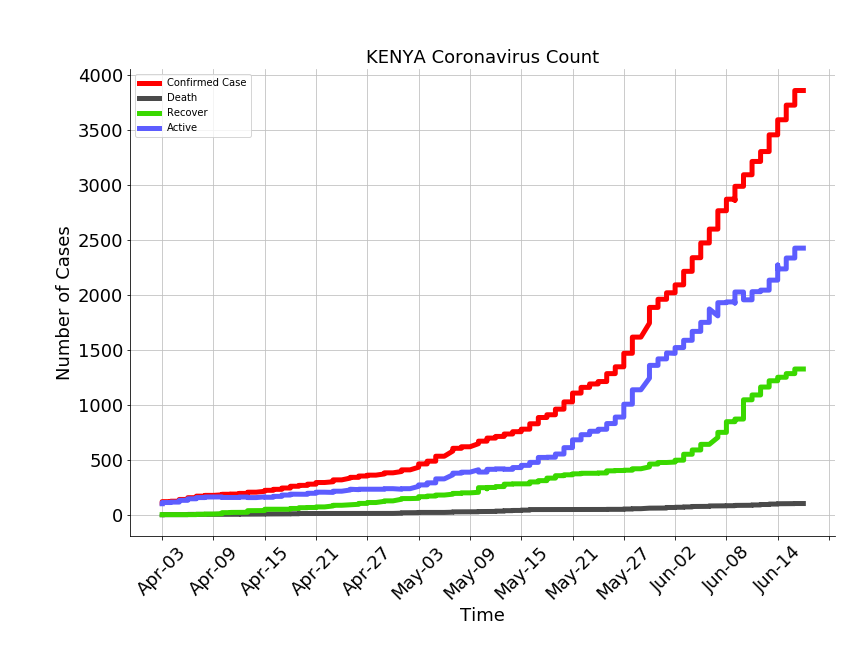 KENYA Coronavirus Count
Confirmed Case
Death
Recover
Active
Number of Cases
4000
3500
3000
2500
2000
1500
1000
500
0
Apr-03 Apr-09 Apr-15 Apr-21 Apr-27 May-03 May-09 May-15 May-21 May-27 Jun-02 Jun-08 Jun-14
Time